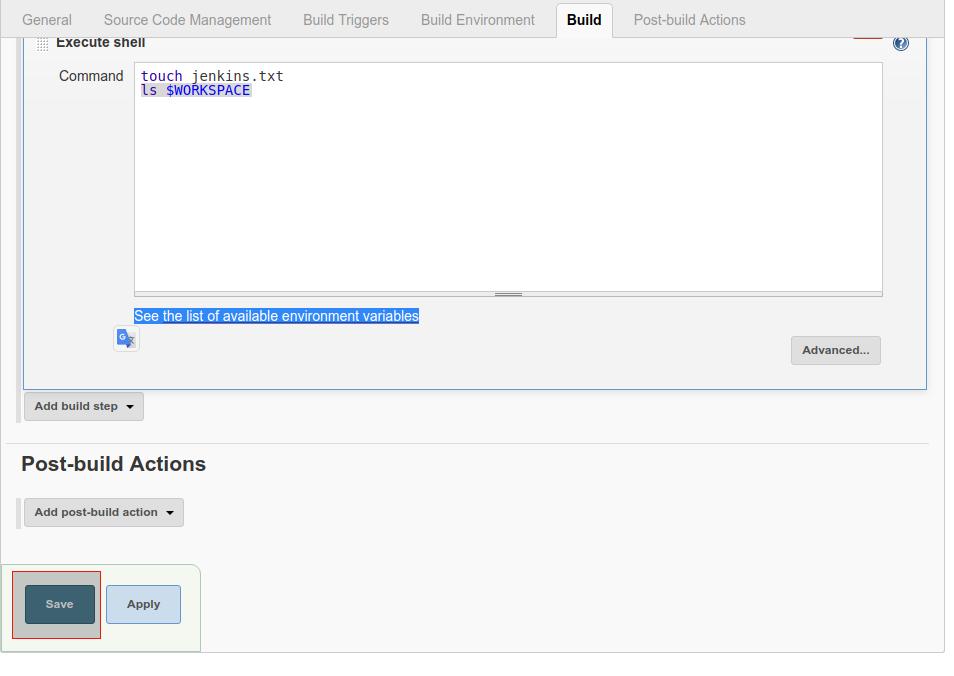 General Source Code Management Build Triggers Build Environment Build Post-build Actions
Execute shell
Command
touch jenkins.txt
ls $WORKSPACE
See the list of available environment variables
Advanced...
Add build step
Post-build Actions
Add post-build action
Save Apply